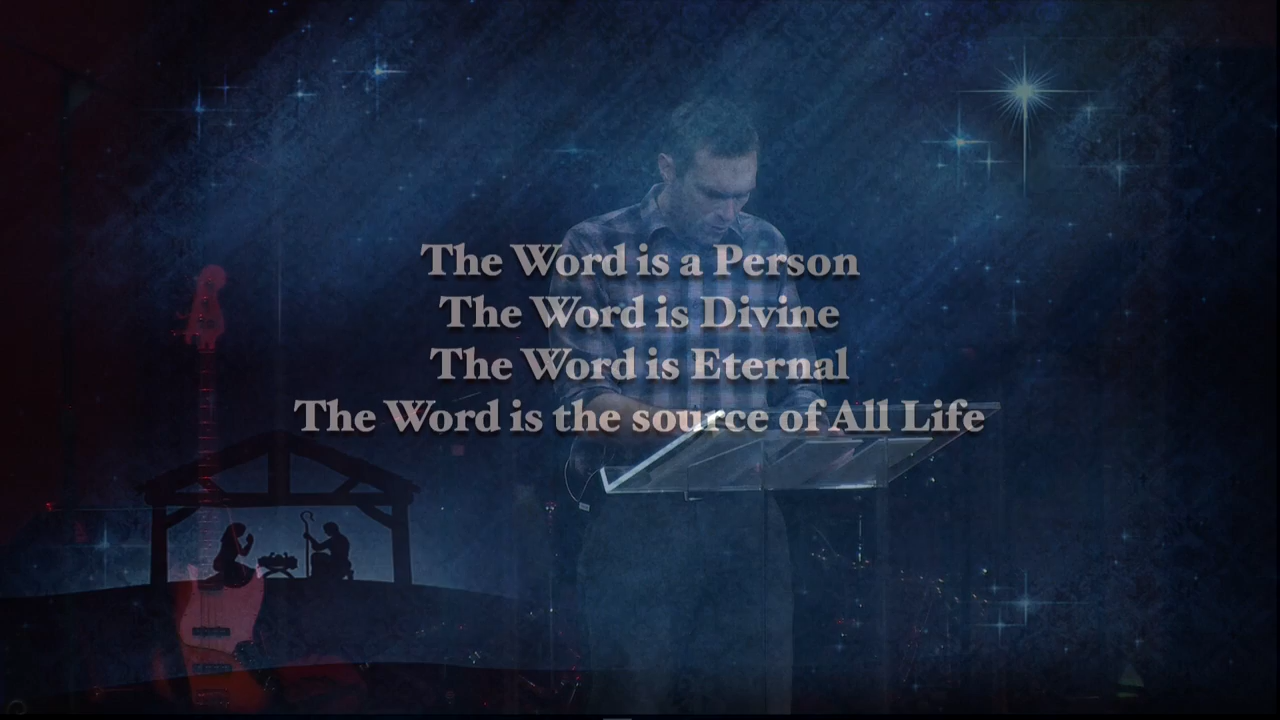 The Word is a Person
The Word is Divine
The Word is Eternal
The Word is the source of All Life